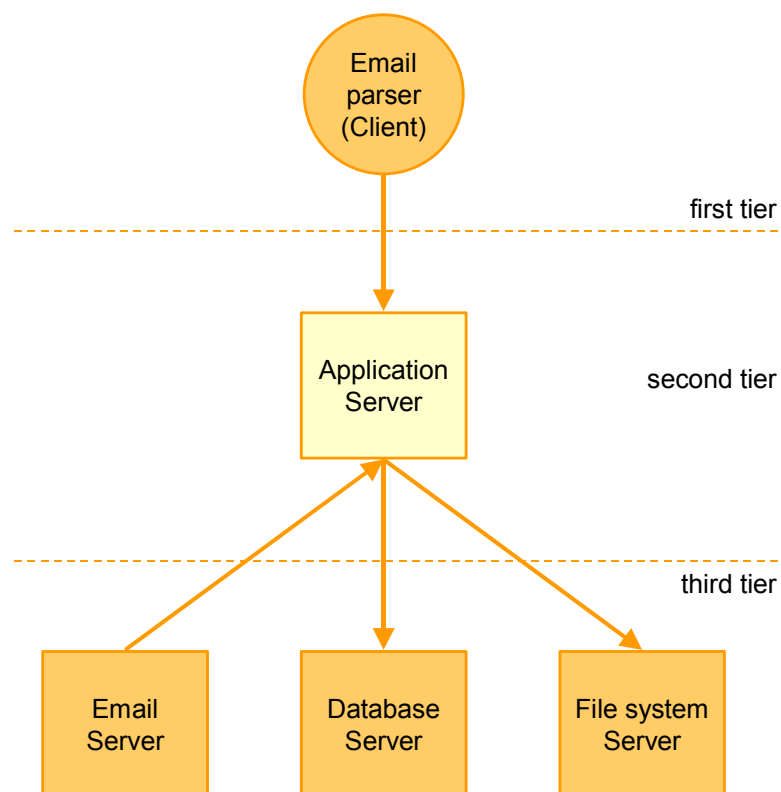 Email
parser
(Client)
first tier
Application
Server
second tier
third tier
Email
Server
Database
Server
File system
Server